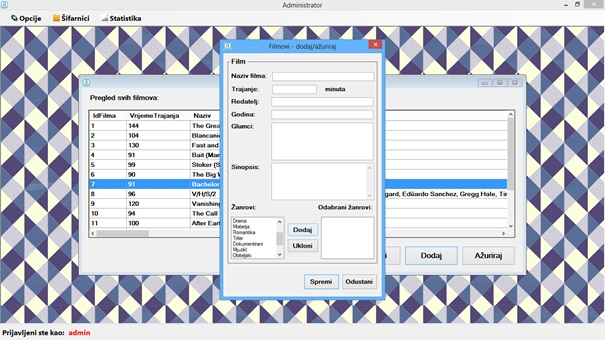 Administrator
Opcije Šifarnici Statistika
Filmovi - dodaj/ažuriraj
Film
Naziv filma:
Trajanje: minuta
Redatelj:
Godina:
Glumci:
Sinopsis:
Žanrovi: Odabrani žanrovi:
Drama
Misterija
Romantika
Triler
Dokumentarni
Mjuzikl
Obiteljski
Dodaj
Ukloni
Spremi Odustani
Pregled svih filmova:
IdFilma VrijemeTrajanja Naziv
1 144 The Grea
2 104 Blancanie
3 130 Fast and
4 91 Bait (Mar
5 99 Stoker (S
6 90 The Big W
7 91 Bachelor
8 96 V/H/S/2 gard, Edúardo Sanchez, Gregg Hale, Tir
9 120 Vanishing
10 94 The Call
11 100 After Eart
i Dodaj Ažuriraj
Prijavljeni ste kao: admin